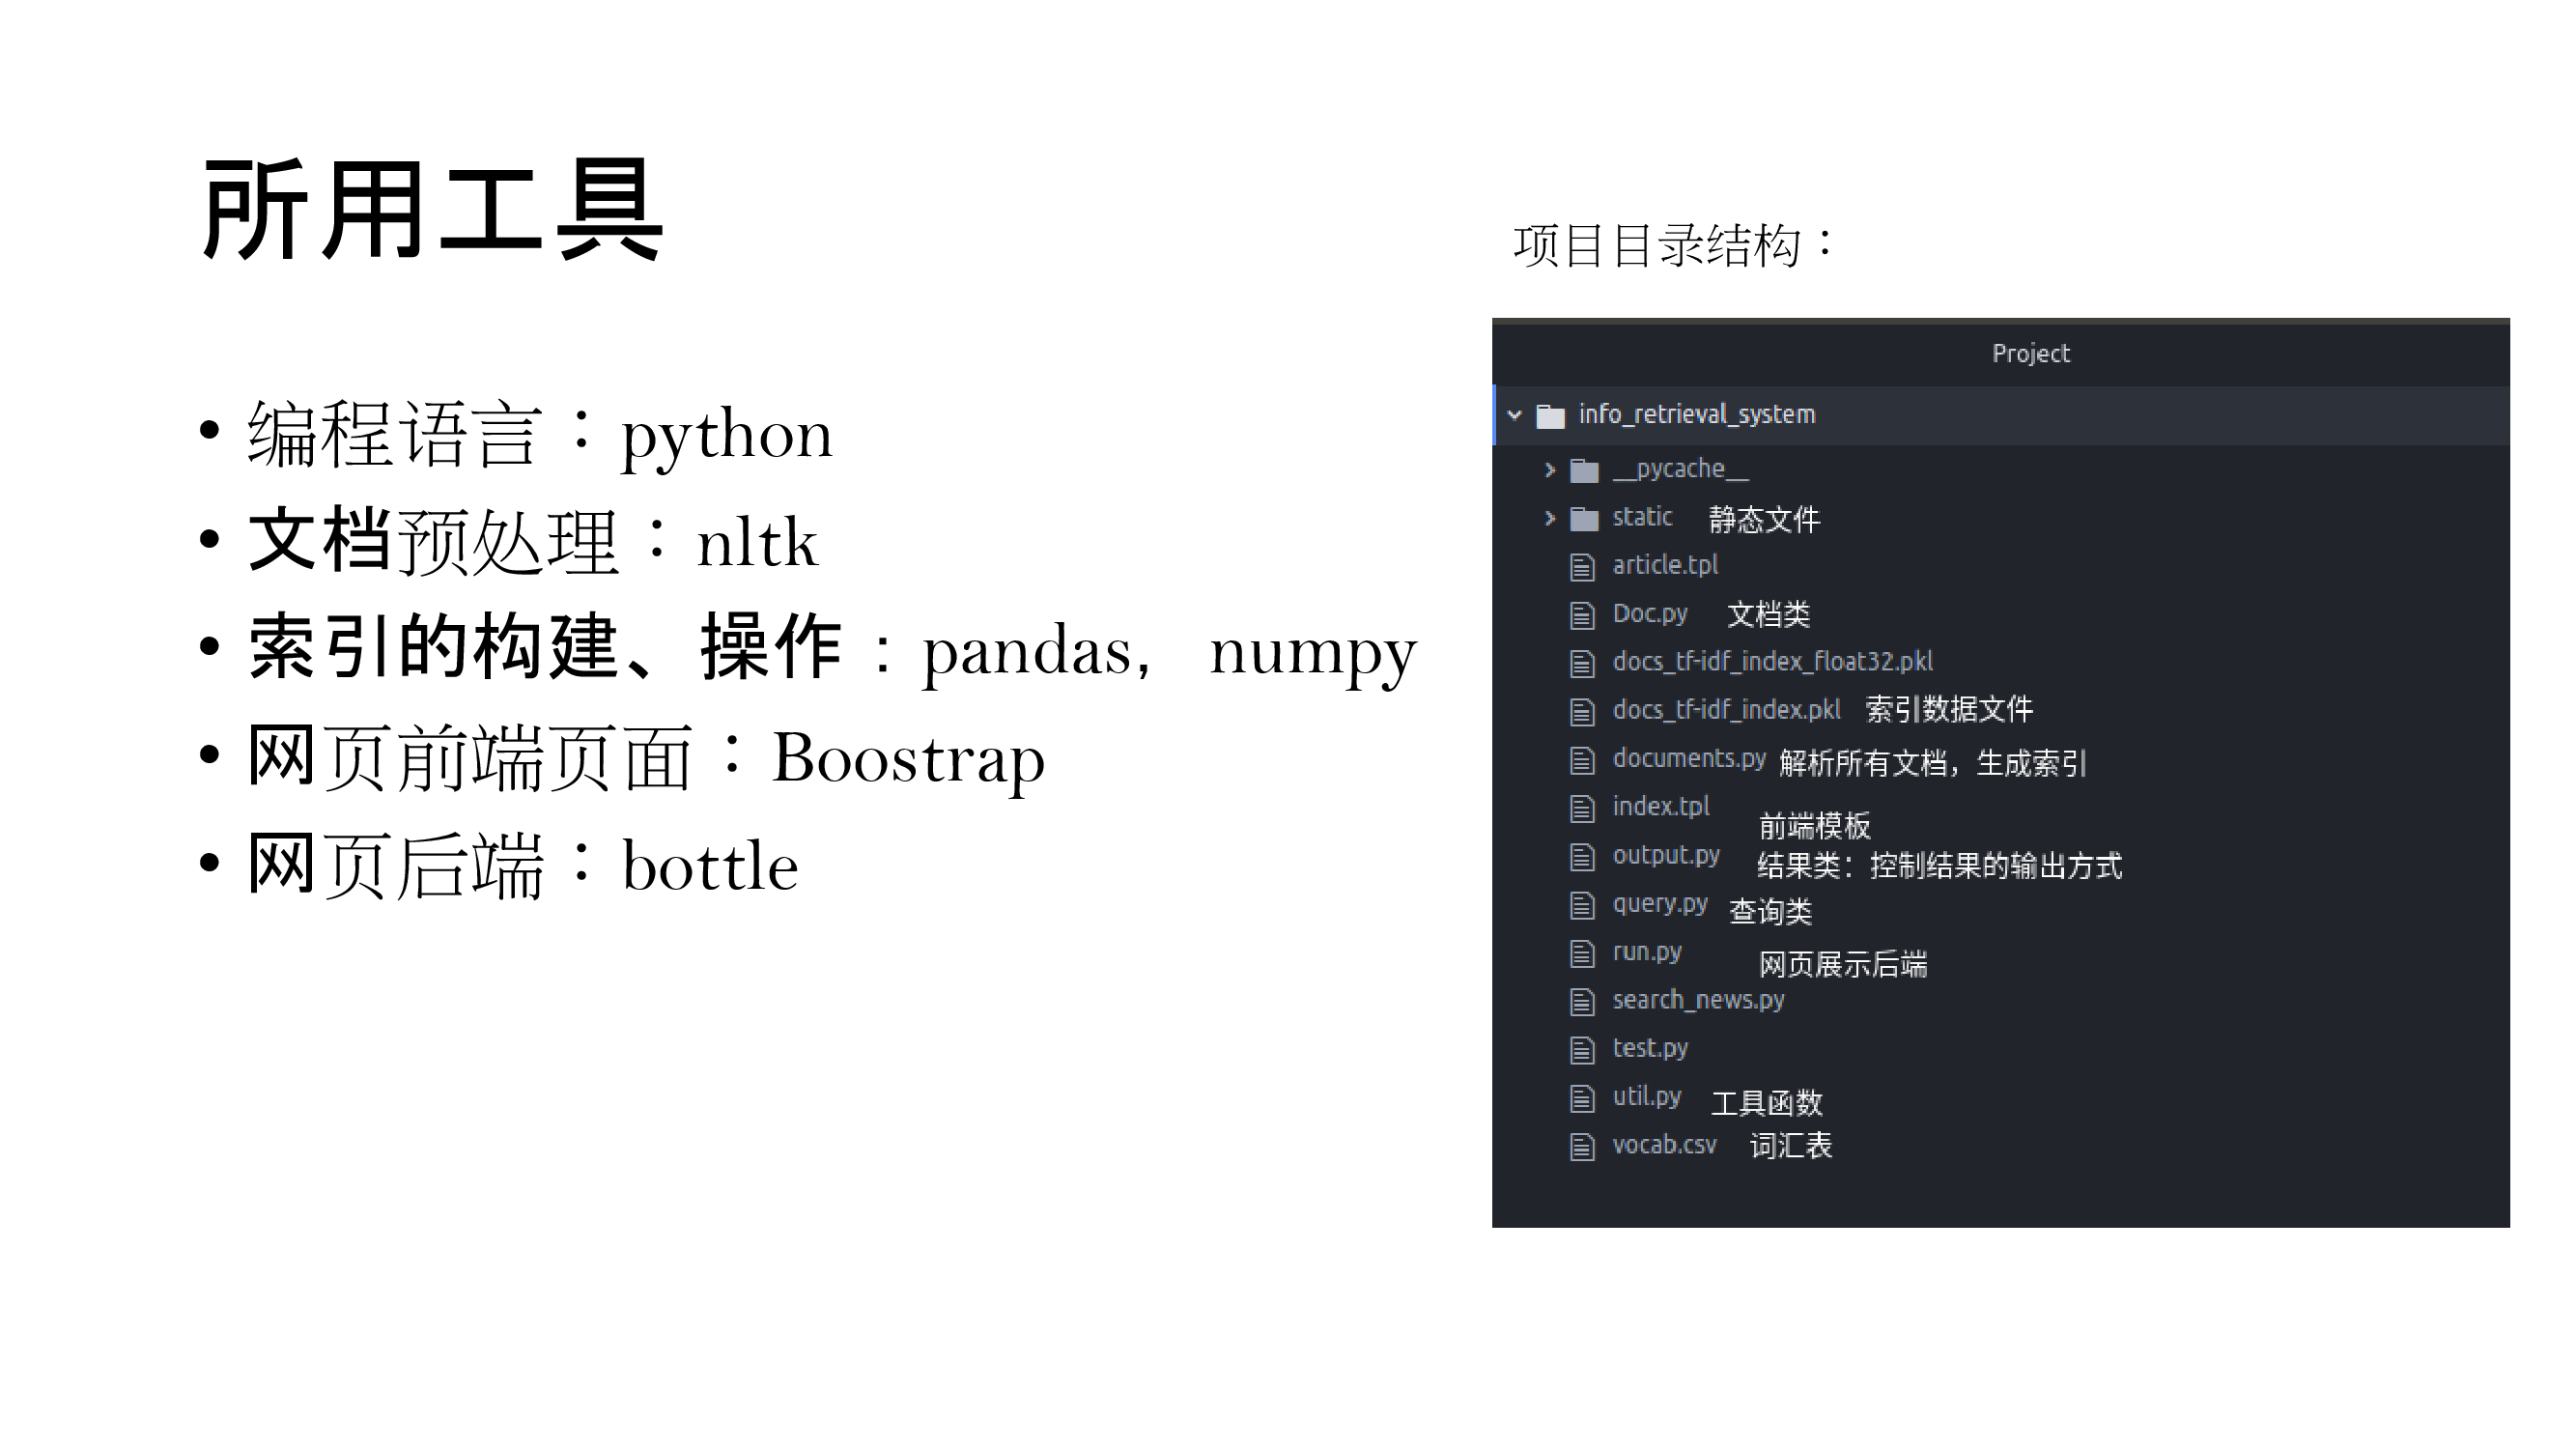 所用工具
• 编程语言：python
• 文档预处理：nltk
• 索引的构建、操作：pandas，numpy
• 网页前端页面：Boostrap
• 网页后端：bottle
项目目录结构：
Project
info_retrieval_system
__pycache__
static 静态文件
article.tpl
Doc.py 文档类
docs_tf-idf_index_float32.pkl
docs_tf-idf_index.pkl 索引数据文件
documents.py 解析所有文档，生成索引
index.tpl 前端模板
output.py 结果类：控制结果的输出方式
query.py 查询类
run.py 网页展示后端
search_news.py
test.py
util.py 工具函数
vocab.csv 词汇表